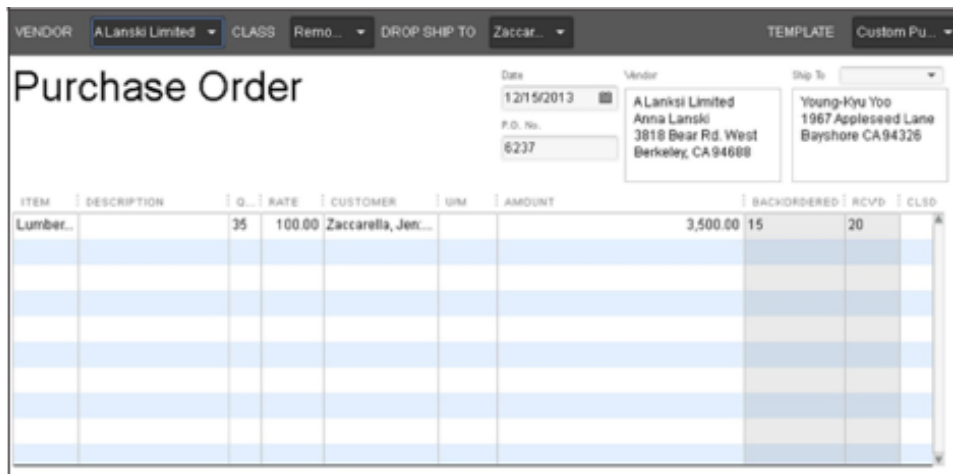 VENDOR ALanski Limited CLASS Remo... DROP SHIP TO Zaccar... TEMPLATE Custom Pu...
Purchase Order
Date
12/15/2013
P.O. No.
6237
Vendor
ALanksi Limited
Anna Lanski
3818 Bear Rd. West
Berkeley, CA 94688
Ship To
Young-Kyu Yoo
1967 Appleseed Lane
Bayshore CA 94326
ITEM DESCRIPTION Q... RATE CUSTOMER U/M AMOUNT BACKORDERED RCV'D CLSD
Lumber... 35 100.00 Zaccarella, Jen:... 3,500.00 15 20